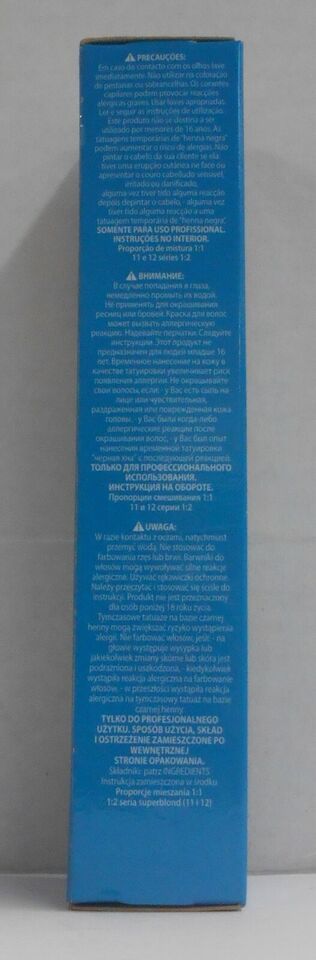 ⚠ PRECAUÇÕES:
Em caso de contacto com os olhos lave
imediatamente. Não utilizar na coloração
de pestanas ou sobrancelhas. Os corantes
capilares podem provocar reacções
alérgicas graves. Usar luvas apropriadas.
Ler e seguir as instruções de utilização.
Este produto não se destina a ser
utilizado por menores de 16 anos. As
tatuagens temporárias de "henna negra"
podem aumentar o risco de alergias. Não
pintar o cabelo da sua cliente se ela
tiver uma erupção cutânea na face ou
apresentar o couro cabeludo sensível,
irritado ou danificado,
alguma vez tiver tido alguma reacção
depois de pintar o cabelo, - alguma vez
tiver tido alguma reacção a uma
tatuagem temporária de "henna negra".
SOMENTE PARA USO PROFISSIONAL.
INSTRUÇÕES NO INTERIOR.
Proporção de mistura 1:1
11 e 12 séries 1:2
⚠ ВНИМАНИЕ:
В случае попадания в глаза,
немедленно промыть их водой.
Не применять для окрашивания
ресниц или бровей. Краска для волос
может вызвать аллергическую
реакцию. Надевайте перчатки. Следуйте
инструкции. Этот продукт не
предназначен для людей младше 16
лет. Временное нанесение на кожу в
качестве татуировки увеличивает риск
появления аллергии. Не окрашивайте
свои волосы, если: - у Вас есть сыпь на
лице или чувствительная,
раздраженная или поврежденная кожа
головы, - у Вас были когда-либо
аллергические реакции после
окрашивания волос, - у Вас был опыт
нанесения временной татуировки
"черная хна" с последующей реакцией.
ТОЛЬКО ДЛЯ ПРОФЕССИОНАЛЬНОГО
ИСПОЛЬЗОВАНИЯ.
ИНСТРУКЦИЯ НА ОБОРОТЕ.
Пропорции смешивания 1:1
11 и 12 серии 1:2
⚠ UWAGA:
W razie kontaktu z oczami, natychmiast
przemyć wodą. Nie stosować do
farbowania rzęs lub brwi. Barwniki do
włosów mogą wywoływać silne reakcje
alergiczne. Używać rękawiczki ochronne.
Należy przeczytać i stosować się ściśle do
instrukcji. Produkt nie jest przeznaczony
dla osób poniżej 16 roku życia.
Tymczasowe tatuaże na bazie czarnej
henny mogą zwiększać ryzyko wystąpienia
alergii. Nie farbować włosów, jeśli: - na
głowie występuje wysypka lub
jakiekolwiek zmiany skórne lub skóra jest
podrażniona i uszkodzona, - kiedykolwiek
wystąpiła reakcja alergiczna na farbowanie
włosów, - w przeszłości wystąpiła reakcja
alergiczna na tymczasowy tatuaż na bazie
czarnej henny.
TYLKO DO PROFESJONALNEGO
UŻYTKU. SPOSÓB UŻYCIA, SKŁAD
I OSTRZEŻENIE ZAMIESZCZONE PO
WEWNĘTRZNEJ
STRONIE OPAKOWANIA.
Składniki: patrz INGREDIENTS
Instrukcja zamieszczona w środku
Proporcje mieszania 1:1
1:2 seria superblond (11 i 12)